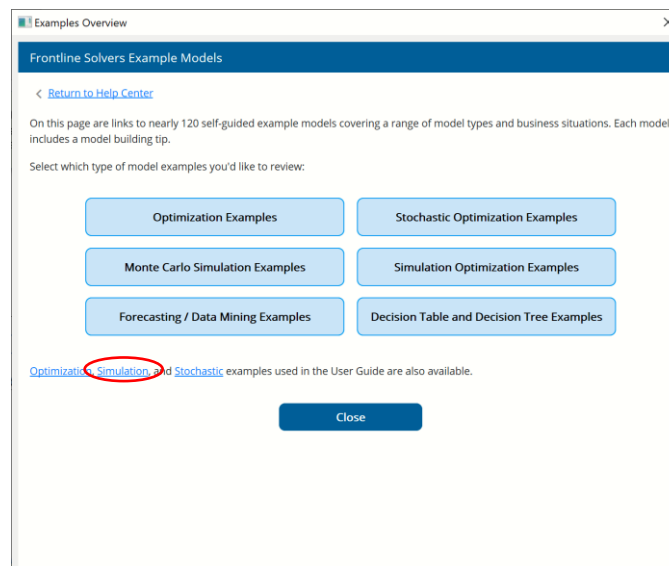 Examples Overview
Frontline Solvers Example Models
Return to Help Center
On this page are links to nearly 120 self-guided example models covering a range of model types and business situations. Each model
includes a model building tip.
Select which type of model examples you'd like to review:
Optimization Examples
Stochastic Optimization Examples
Monte Carlo Simulation Examples
Simulation Optimization Examples
Forecasting / Data Mining Examples
Decision Table and Decision Tree Examples
Optimization, Simulation, and Stochastic examples used in the User Guide are also available.
Close